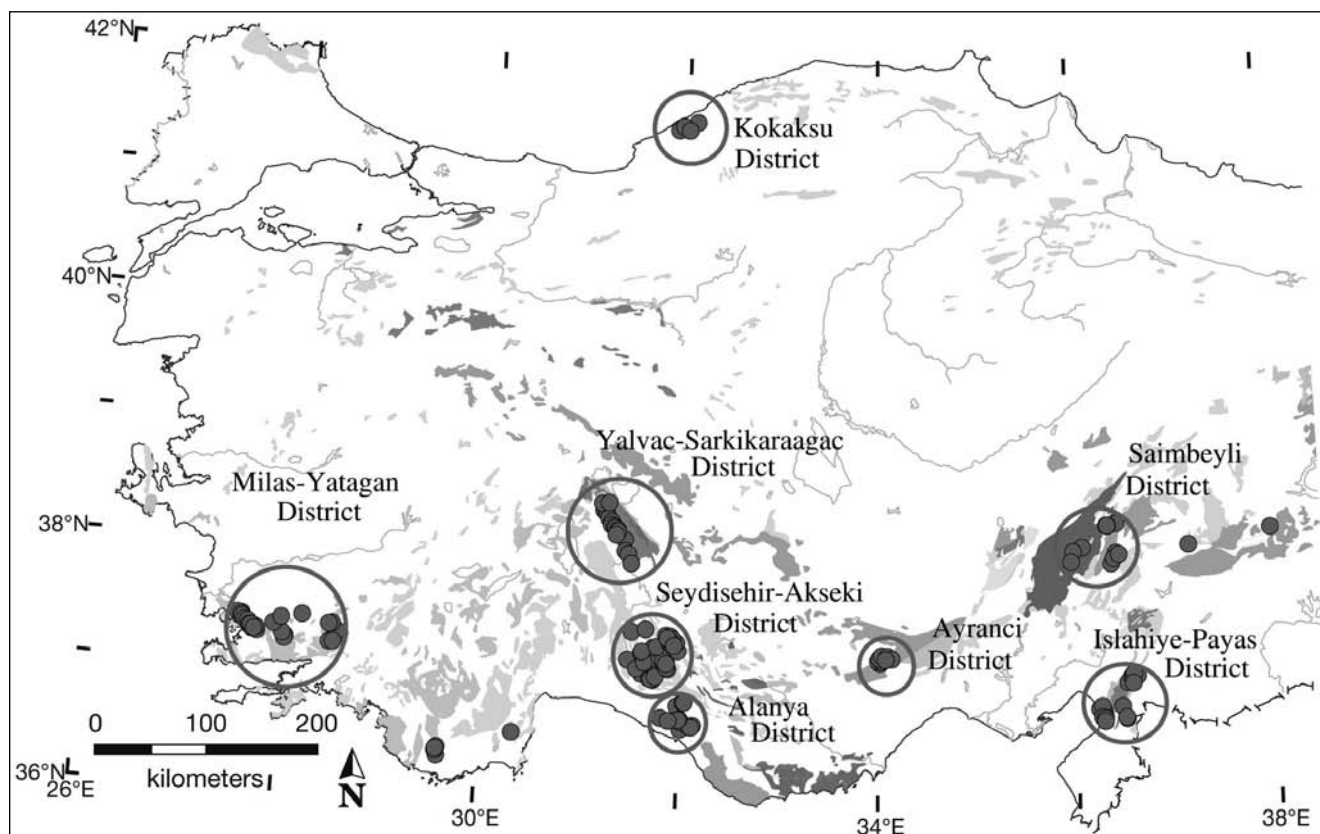 42°N
Kokaksu
District
40°N
Yalvac-Sarkikaraagac
District
Saimbeyli
District
Milas-Yatagan
District
38°N
Seydisehir-Akseki
District
Ayranci
District
Islahiye-Payas
District
Alanya
District
0 100 200
kilometers
N
36°N
26°E
30°E
34°E
38°E